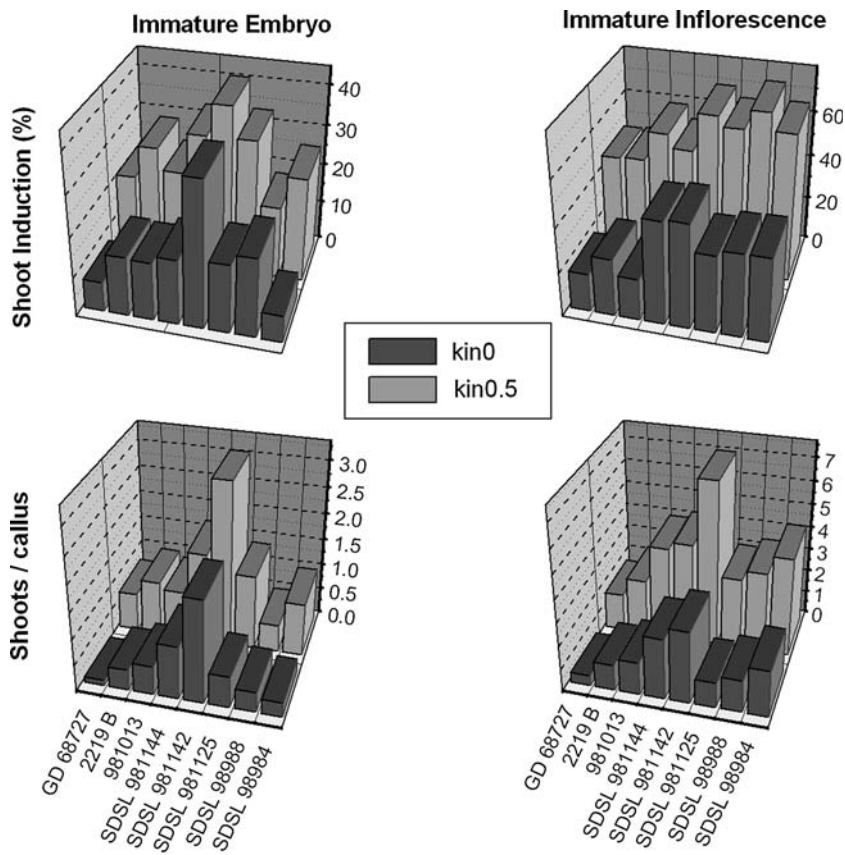 Immature Embryo
Immature Inflorescence
Shoot Induction (%)
40
30
20
10
0
60
40
20
0
kin0
kin0.5
Shoots / callus
3.0
2.5
2.0
1.5
1.0
0.5
0.0
7
6
5
4
3
2
1
0
GD 68727
2219 B
981013
SDSL 981144
SDSL 981142
SDSL 981125
SDSL 98988
SDSL 98984
GD 68727
2219 B
981013
SDSL 981144
SDSL 981142
SDSL 981125
SDSL 98988
SDSL 98984